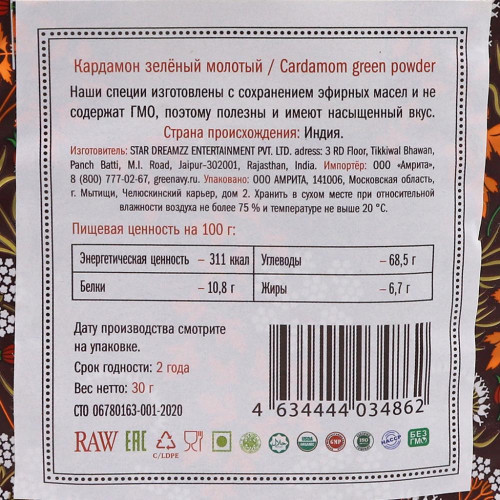 Кардамон зелёный молотый / Cardamom green powder
Наши специи изготовлены с сохранением эфирных масел и не
содержат ГМО, поэтому полезны и имеют насыщенный вкус.
Страна происхождения: Индия.
Изготовитель: STAR DREAMZZ ENTERTAINMENT PVT. LTD. adress: 3 RD Floor, Tikkiwal Bhawan,
Panch Batti, M.I. Road, Jaipur-302001, Rajasthan, India. Импортёр: ООО «Амрита»,
8 (800) 777-02-67, greenavy.ru. Упаковано: ООО АМРИТА, 141006, Московская область,
г. Мытищи, Челюскинский карьер, дом 2. Хранить в сухом месте при относительной
влажности воздуха не более 75 % и температуре не выше 20 °С.
Пищевая ценность на 100 г:
Энергетическая ценность – 311 ккал
Углеводы – 68,5 г
Белки – 10,8 г
Жиры – 6,7 г
Дату производства смотрите
на упаковке.
Срок годности: 2 года
Вес нетто: 30 г
СТО 06780163-001-2020
4 634444 034862
RAW EAC C/LDPE USDA ORGANIC GMP ISO HACCP БЕЗ ГМО